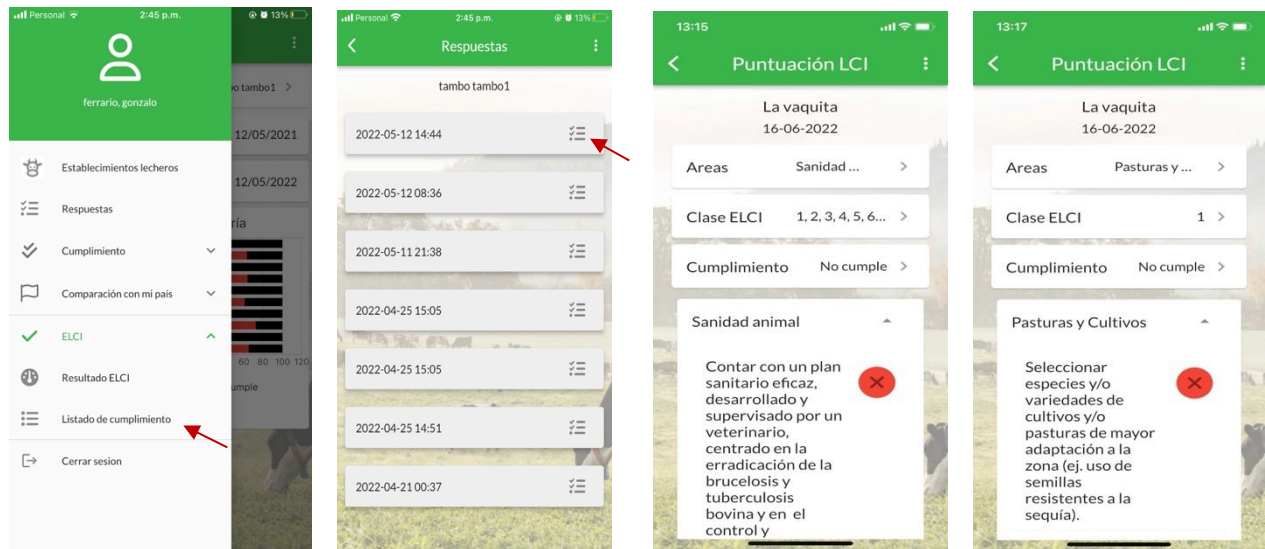 Personal 2:45 p.m. 13%
ferrario, gonzalo
Establecimientos lecheros
Respuestas
Cumplimiento
Comparación con mi país
ELCI
Resultado ELCI
Listado de cumplimiento
Cerrar sesion
tambo1 >
12/05/2021
12/05/2022
ría
60 80 100 120
umple
Personal 2:45 p.m. 13%
Respuestas
tambo tambo1
2022-05-12 14:44
2022-05-12 08:36
2022-05-11 21:38
2022-04-25 15:05
2022-04-25 15:05
2022-04-25 14:51
2022-04-21 00:37
13:15
Puntuación LCI
La vaquita
16-06-2022
Areas Sanidad ... >
Clase ELCI 1, 2, 3, 4, 5, 6... >
Cumplimiento No cumple >
Sanidad animal
Contar con un plan
sanitario eficaz,
desarrollado y
supervisado por un
veterinario,
centrado en la
erradicación de la
brucelosis y
tuberculosis
bovina y en el
control y
13:17
Puntuación LCI
La vaquita
16-06-2022
Areas Pasturas y ... >
Clase ELCI 1 >
Cumplimiento No cumple >
Pasturas y Cultivos
Seleccionar
especies y/o
variedades de
cultivos y/o
pasturas de mayor
adaptación a la
zona (ej. uso de
semillas
resistentes a la
sequía).